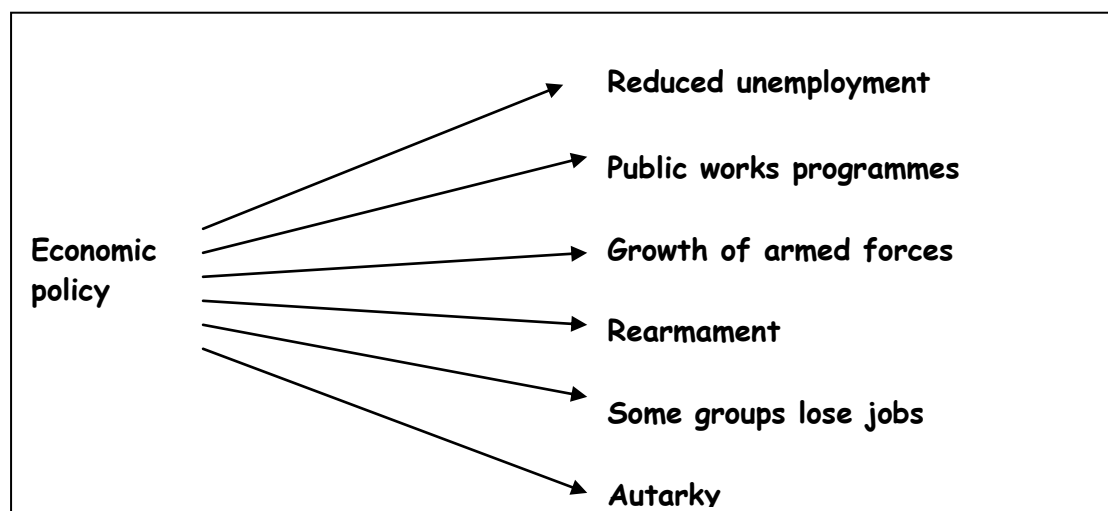 Economic
policy
Reduced unemployment
Public works programmes
Growth of armed forces
Rearmament
Some groups lose jobs
Autarky